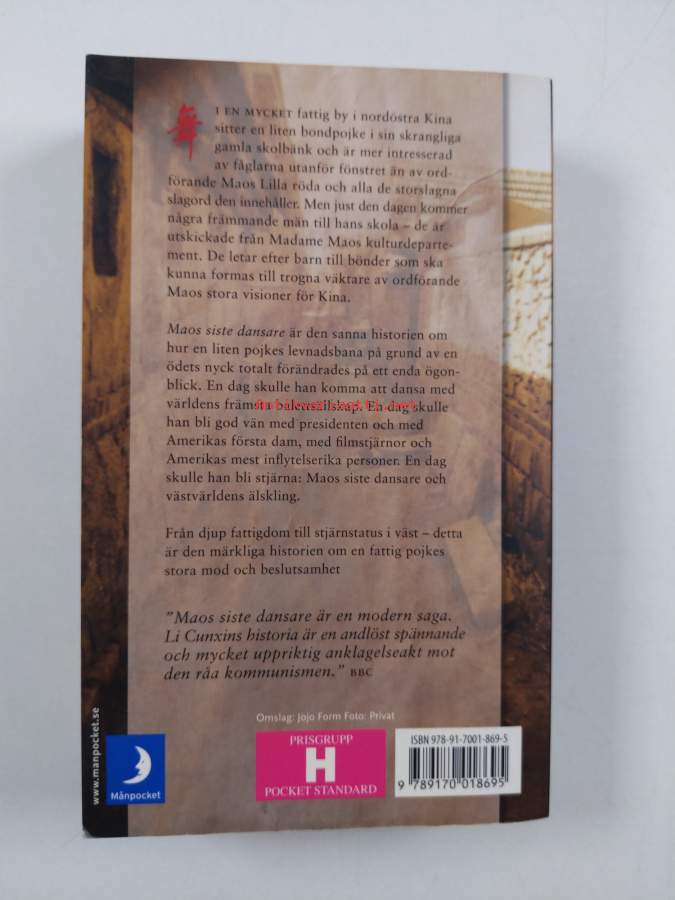 舞
I EN MYCKET fattig by i nordöstra Kina
sitter en liten bondpojke i sin skrangliga
gamla skolbänk och är mer intresserad
av fåglarna utanför fönstret än av ord-
förande Maos Lilla röda och alla de storslagna
slagord den innehåller. Men just den dagen kommer
några främmande män till hans skola – de är
utskickade från Madame Maos kulturdeparte-
ment. De letar efter barn till bönder som ska
kunna formas till trogna väktare av ordförande
Maos stora visioner för Kina.
Maos siste dansare är den sanna historien om
hur en liten pojkes levnadsbana på grund av en
ödets nyck totalt förändrades på ett enda ögon-
blick. En dag skulle han komma att dansa med
världens främsta balettsällskap. En dag skulle
han bli god vän med presidenten och med
Amerikas första dam, med filmstjärnor och
Amerikas mest inflytelserika personer. En dag
skulle han bli stjärna: Maos siste dansare och
västvärldens älskling.
Från djup fattigdom till stjärnstatus i väst – detta
är den märkliga historien om en fattig pojkes
stora mod och beslutsamhet
”Maos siste dansare är en modern saga.
Li Cunxins historia är en andlöst spännande
och mycket uppriktig anklagelseakt mot
den råa kommunismen.” BBC
Omslag: Jojo Form Foto: Privat
www.manpocket.se
Månpocket
PRISGRUPP
H
POCKET STANDARD
ISBN 978-91-7001-869-5
9 789170 018695